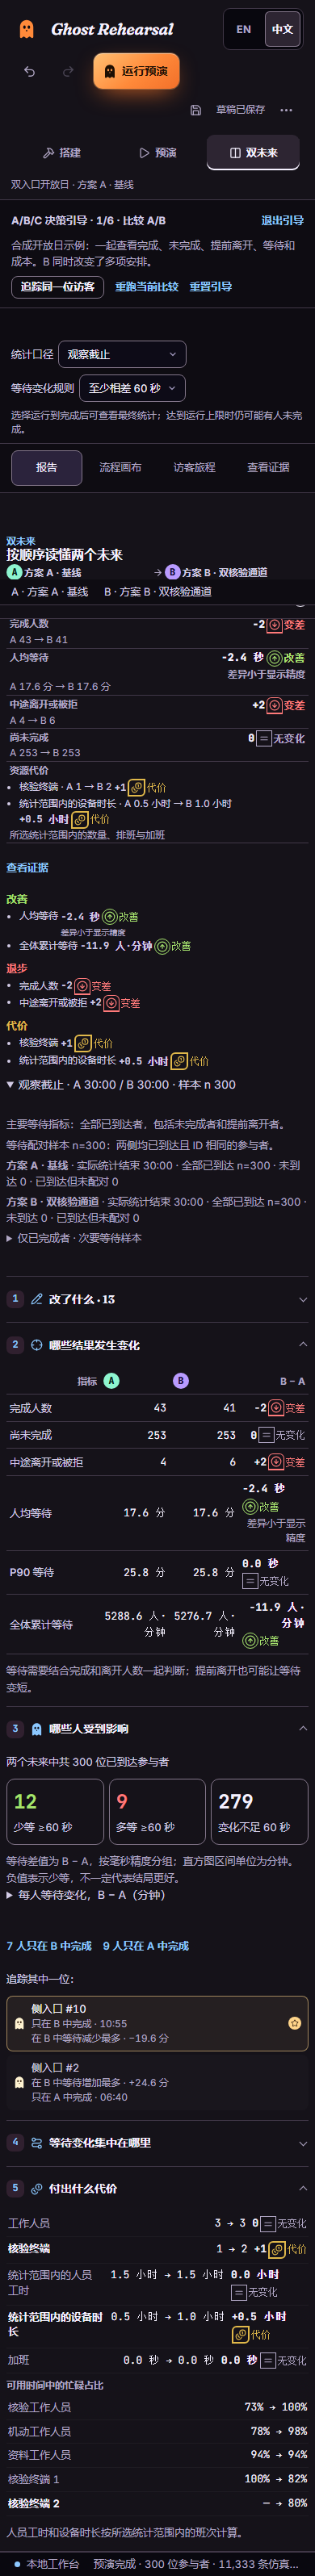 Ghost Rehearsal
EN 中文
运行预演
草稿已保存
搭建 预演 双未来
双入口开放日 · 方案 A · 基线
A/B/C 决策引导 · 1/6 · 比较 A/B 退出引导
合成开放日示例：一起查看完成、未完成、提前离开、等待和
成本。B 同时改变了多项安排。
追踪同一位访客 重跑当前比较 重置引导
统计口径 观察截止
等待变化规则 至少相差 60 秒
选择运行到完成后可查看最终统计；达到运行上限时仍可能有人未完
成。
报告 流程画布 访客旅程 查看证据
双未来
按顺序读懂两个未来
A 方案 A · 基线 → B 方案 B · 双核验通道
A · 方案 A · 基线 B · 方案 B · 双核验通道
完成人数 -2 变差
A 43 → B 41
人均等待 -2.4 秒 改善
差异小于显示精度
A 17.6 分 → B 17.6 分
中途离开或被拒 +2 变差
A 4 → B 6
尚未完成 0 = 无变化
A 253 → B 253
资源代价
• 核验终端 · A 1 → B 2 +1 代价
• 统计范围内的设备时长 · A 0.5 小时 → B 1.0 小时
+0.5 小时 代价
所选统计范围内的数量、排班与加班
查看证据
改善
• 人均等待 -2.4 秒 改善
差异小于显示精度
• 全体累计等待 -11.9 人·分钟 改善
退步
• 完成人数 -2 变差
• 中途离开或被拒 +2 变差
代价
• 核验终端 +1 代价
• 统计范围内的设备时长 +0.5 小时 代价
▼ 观察截止 · A 30:00 / B 30:00 · 样本 n 300
主要等待指标：全部已到达者，包括未完成者和提前离开者。
等待配对样本 n=300：两侧均已到达且 ID 相同的参与者。
方案 A · 基线 · 实际统计结束 30:00 · 全部已到达 n=300 · 未到
达 0 · 已到达但未配对 0
方案 B · 双核验通道 · 实际统计结束 30:00 · 全部已到达 n=300 ·
未到达 0 · 已到达但未配对 0
▶ 仅已完成者 · 次要等待样本
1 改了什么 · 13
2 哪些结果发生变化
指标 A B B − A
完成人数 43 41 -2 变差
尚未完成 253 253 0 = 无变化
中途离开或被拒 4 6 +2 变差
人均等待 17.6 分 17.6 分 -2.4 秒
改善
差异小于显示
精度
P90 等待 25.8 分 25.8 分 0.0 秒
= 无变化
全体累计等待 5288.6 人·
分钟 5276.7 人·
分钟 -11.9 人·
分钟
改善
等待需要结合完成和离开人数一起判断；提前离开也可能让等待
变短。
3 哪些人受到影响
两个未来中共 300 位已到达参与者
12 9 279
少等 ≥60 秒 多等 ≥60 秒 变化不足 60 秒
等待差值为 B − A，按毫秒精度分组；直方图区间单位为分钟。
负值表示少等，不一定代表结局更好。
▶ 每人等待变化，B − A（分钟）
7 人只在 B 中完成 9 人只在 A 中完成
追踪其中一位：
侧入口 #10
只在 B 中完成 · 10:55
在 B 中等待减少最多 · −19.6 分
侧入口 #2
在 B 中等待增加最多 · +24.6 分
只在 A 中完成 · 06:40
4 等待变化集中在哪里
5 付出什么代价
工作人员 3 → 3 0 = 无变化
核验终端 1 → 2 +1 代价
统计范围内的人员
工时 1.5 小时 → 1.5 小时 0.0 小时
= 无变化
统计范围内的设备时
长 0.5 小时 → 1.0 小时 +0.5 小时
代价
加班 0.0 秒 → 0.0 秒 0.0 秒 = 无变化
可用时间中的忙碌占比
核验工作人员 73% → 100%
机动工作人员 78% → 98%
资料工作人员 94% → 94%
核验终端 1 100% → 82%
核验终端 2 — → 80%
人员工时和设备时长按所选统计范围内的班次计算。
本地工作台 预演完成 · 300 位参与者 · 11,333 条仿真…